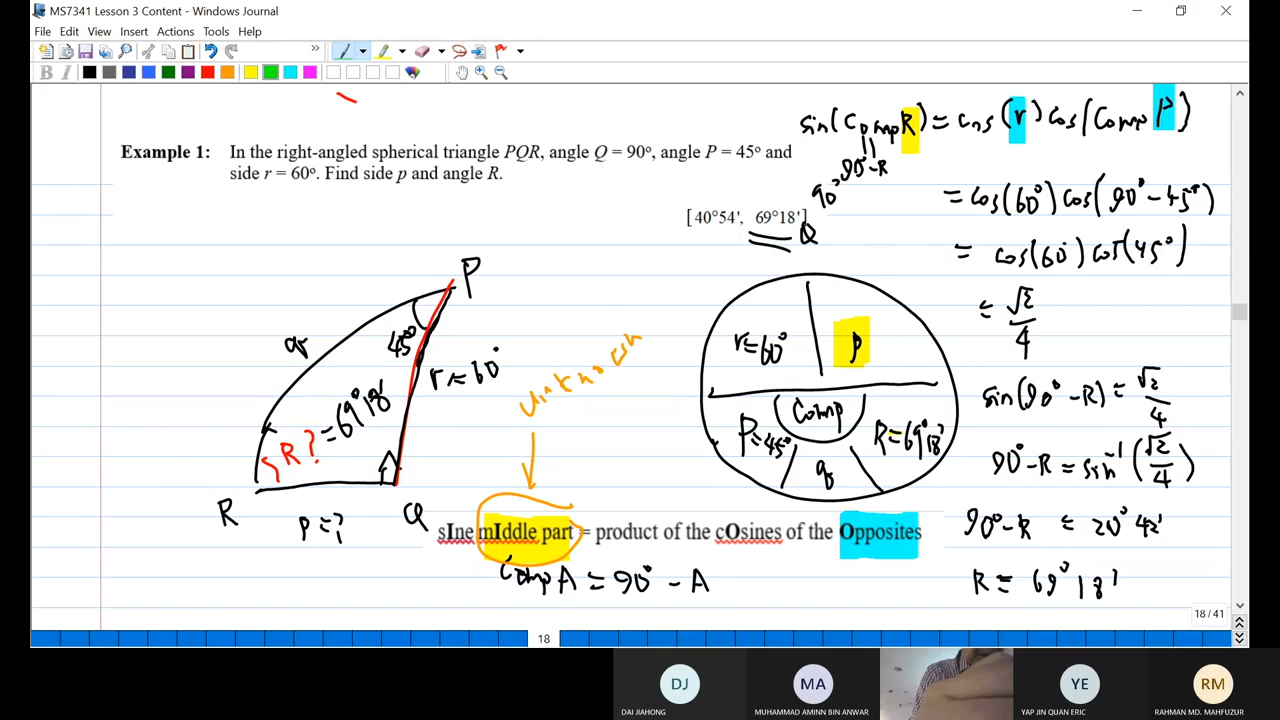 MS7341 Lesson 3 Content - Windows Journal
File Edit View Insert Actions Tools Help
sin(Comp R) = cos(r) cos(Comp P)
90° - R
Example 1: In the right-angled spherical triangle PQR, angle Q = 90°, angle P = 45° and
side r = 60°. Find side p and angle R.
[40°54', 69°18']
90°
Q
= cos(60°) cos(90° - 45°)
= cos(60°) cos(45°)
= √2/4
P
45°
q
r = 60°
R? = 69°18'
R
p = ?
Q
unknown
r = 60°
p
Comp
P = 45°
R = 69°18'
q
sin(90° - R) = √2/4
90° - R = sin⁻¹(√2/4)
90° - R = 20°42'
R = 69°18'
sIne mIddle part = product of the cOsines of the Opposites
Comp A = 90° - A
18 / 41
18
DJ MA YE RM
DAI JIAHONG MUHAMMAD AMINN BIN ANWAR YAP JIN QUAN ERIC RAHMAN MD. MAHFUZUR